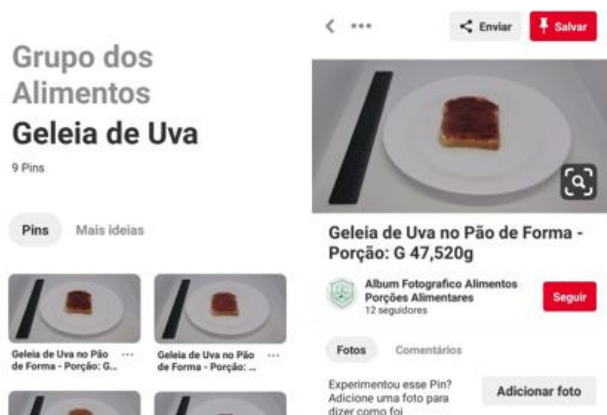 Grupo dos
Alimentos
Geleia de Uva
9 Pins
Pins
Mais ideias
Geleia de Uva no Pão
de Forma - Porção: G...
Geleia de Uva no Pão
de Forma - Porção: ...
Enviar
Salvar
Geleia de Uva no Pão de Forma -
Porção: G 47,520g
Album Fotografico Alimentos
Porções Alimentares
12 seguidores
Seguir
Fotos
Comentários
Experimentou esse Pin?
Adicione uma foto para
dizer como foi
Adicionar foto